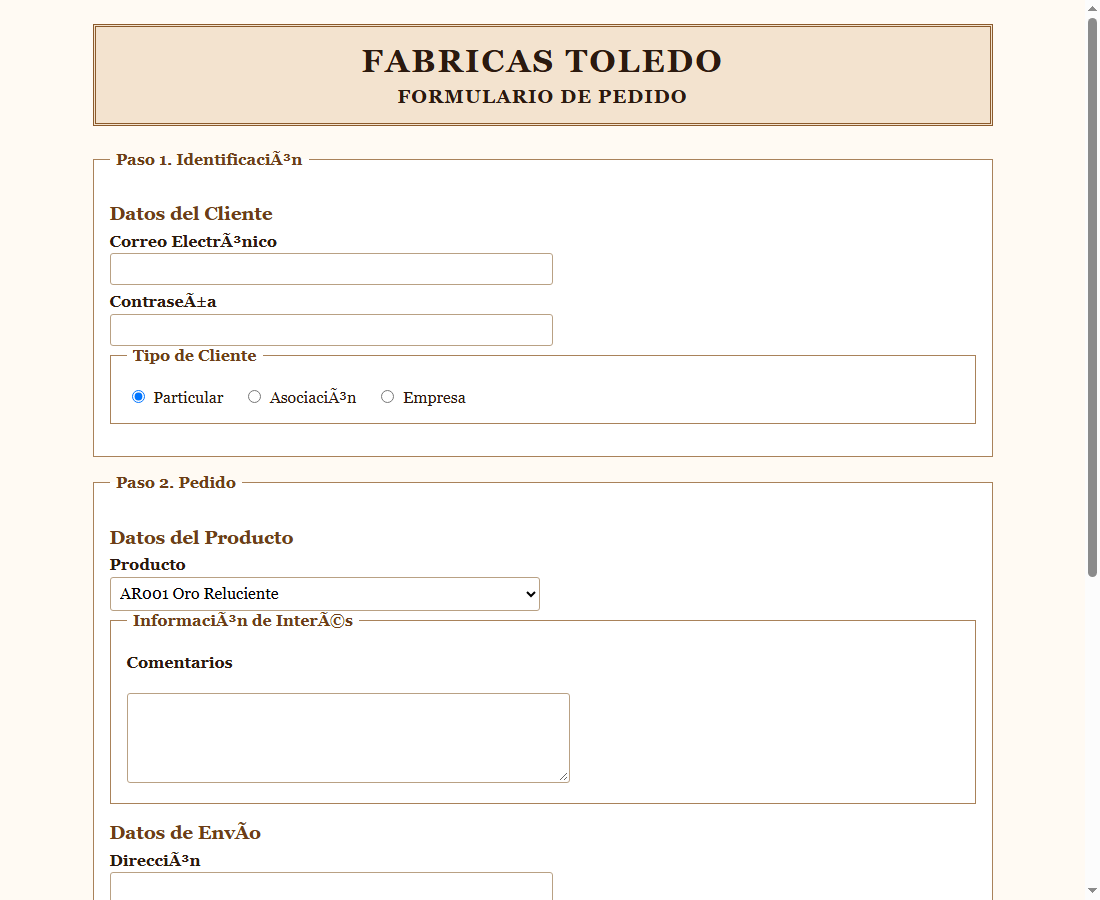 FABRICAS TOLEDO
FORMULARIO DE PEDIDO
Paso 1. IdentificaciÃ³n
Datos del Cliente
Correo ElectrÃ³nico
ContraseÃ±a
Tipo de Cliente
Particular AsociaciÃ³n Empresa
Paso 2. Pedido
Datos del Producto
Producto
AR001 Oro Reluciente
InformaciÃ³n de InterÃ©s
Comentarios
Datos de EnvÃ­o
DirecciÃ³n